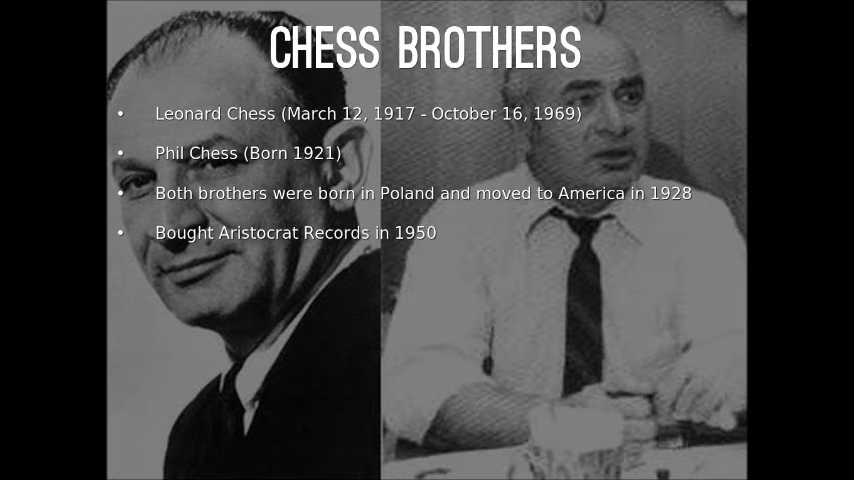 CHESS BROTHERS
• Leonard Chess (March 12, 1917 - October 16, 1969)
• Phil Chess (Born 1921)
• Both brothers were born in Poland and moved to America in 1928
• Bought Aristocrat Records in 1950